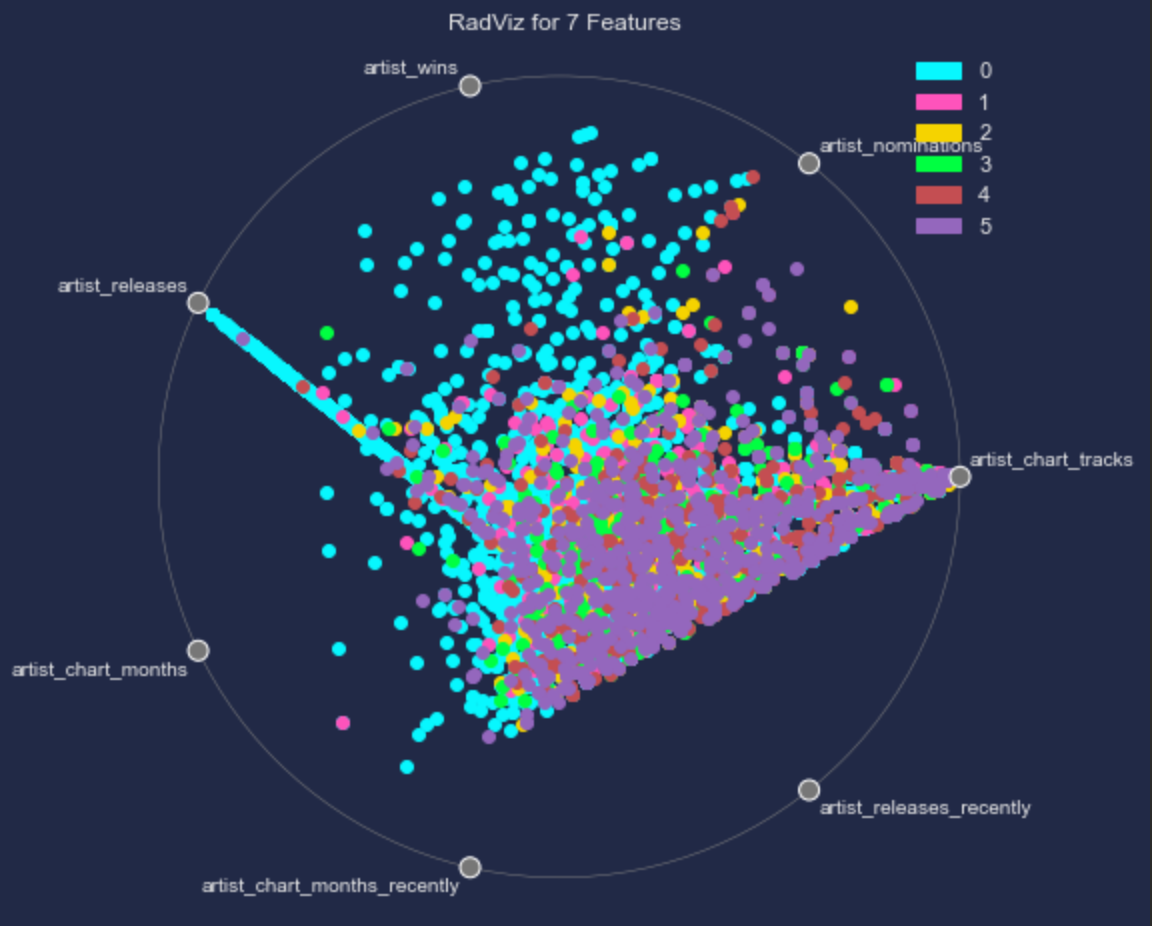 RadViz for 7 Features
artist_wins
0
1
2
artist_nominations
3
4
5
artist_releases
artist_chart_tracks
artist_chart_months
artist_releases_recently
artist_chart_months_recently